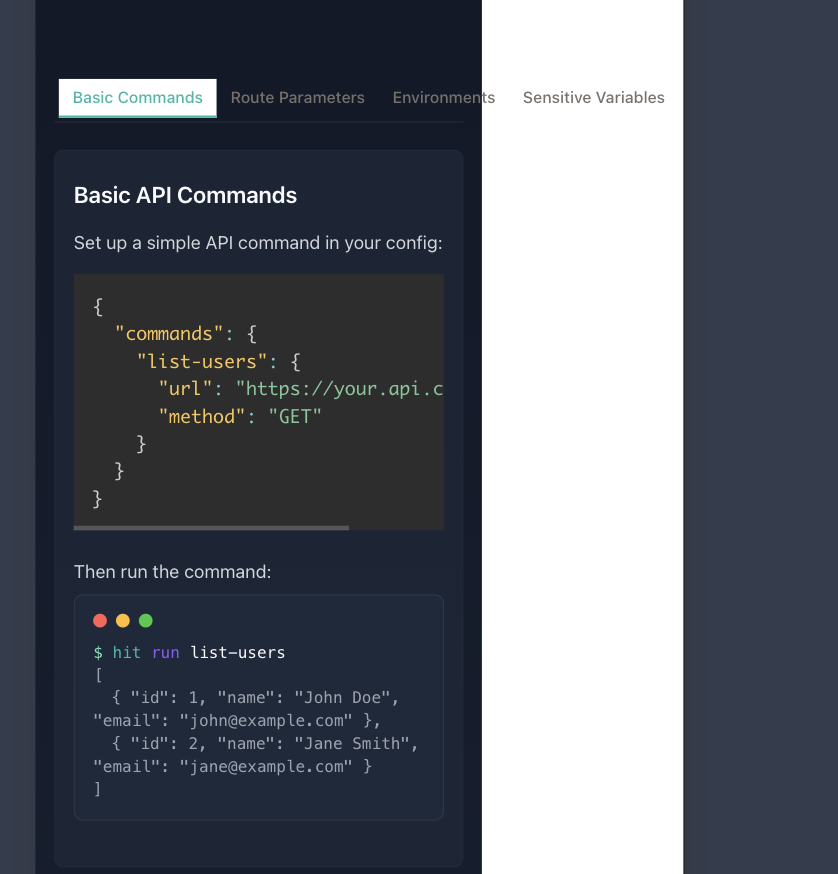 Basic Commands Route Parameters Environments Sensitive Variables
Basic API Commands
Set up a simple API command in your config:
{
  "commands": {
    "list-users": {
      "url": "https://your.api.c
      "method": "GET"
    }
  }
}
Then run the command:
$ hit run list-users
[
  { "id": 1, "name": "John Doe",
"email": "john@example.com" },
  { "id": 2, "name": "Jane Smith",
"email": "jane@example.com" }
]